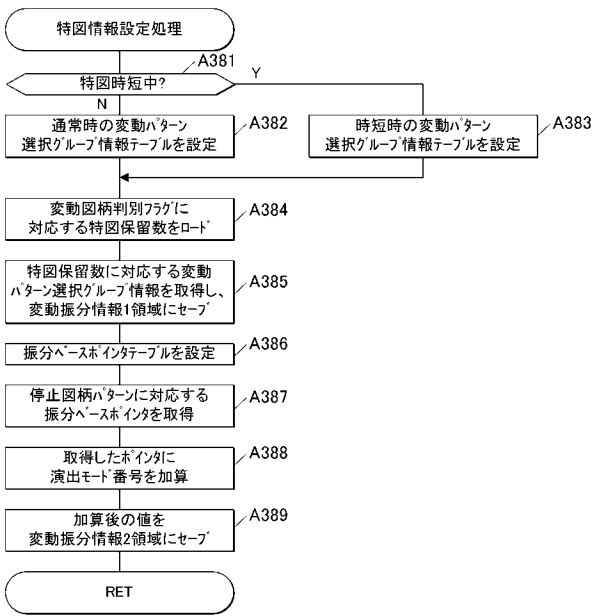 特図情報設定処理
A381
特図時短中?
Y
N
通常時の変動パターン
選択グループ情報テーブルを設定
A382
時短時の変動パターン
選択グループ情報テーブルを設定
A383
変動図柄判別フラグに
対応する特図保留数をロード
A384
特図保留数に対応する変動
パターン選択グループ情報を取得し、
変動振分情報1領域にセーブ
A385
振分ベースポインタテーブルを設定
A386
停止図柄パターンに対応する
振分ベースポインタを取得
A387
取得したポインタに
演出モード番号を加算
A388
加算後の値を
変動振分情報2領域にセーブ
A389
RET